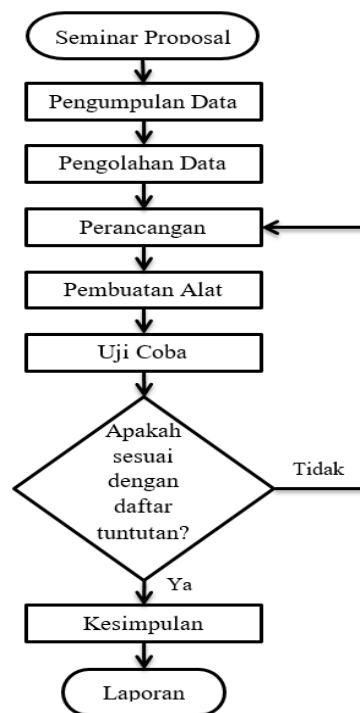 Seminar Proposal
Pengumpulan Data
Pengolahan Data
Perancangan
Pembuatan Alat
Uji Coba
Apakah
sesuai
dengan
daftar
tuntutan?
Tidak
Ya
Kesimpulan
Laporan